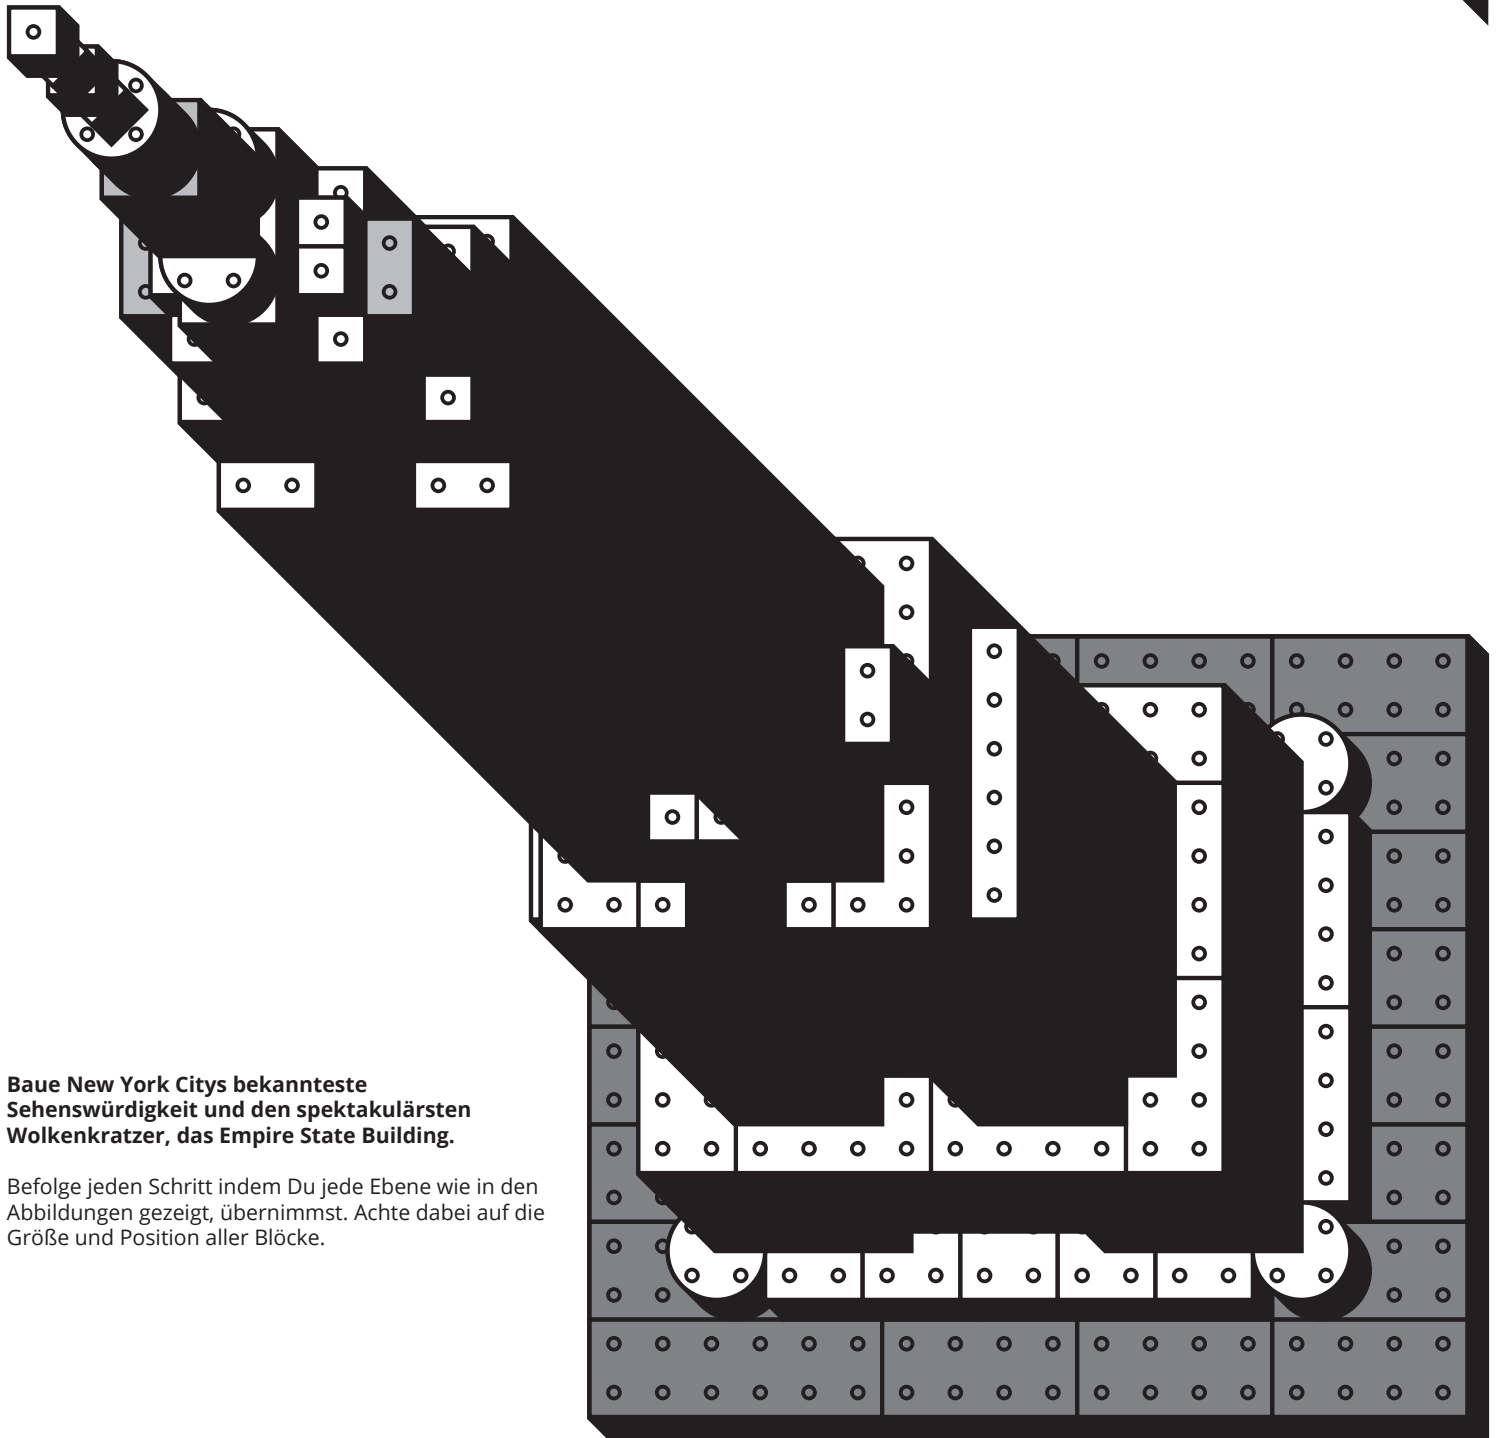 Baue New York Citys bekannteste
Sehenswürdigkeit und den spektakulärsten
Wolkenkratzer, das Empire State Building.
Befolge jeden Schritt indem Du jede Ebene wie in den
Abbildungen gezeigt, übernimmst. Achte dabei auf die
Größe und Position aller Blöcke.